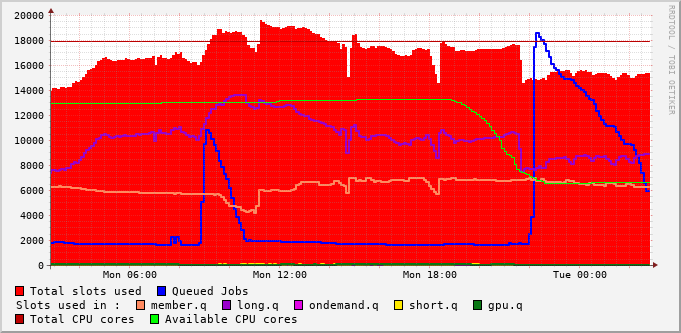 20000
18000
16000
14000
12000
10000
8000
6000
4000
2000
0
Mon 06:00 Mon 12:00 Mon 18:00 Tue 00:00
RRDTOOL / TOBI OETIKER
Total slots used Queued Jobs
Slots used in : member.q long.q ondemand.q short.q gpu.q
Total CPU cores Available CPU cores